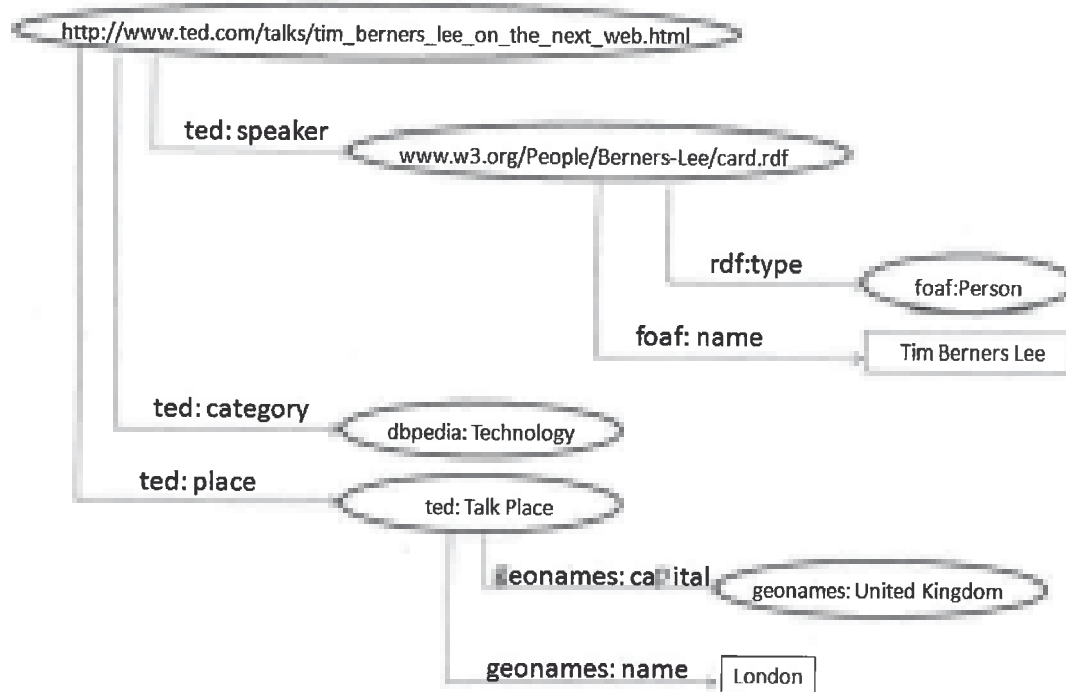 http://www.ted.com/talks/tim_berners_lee_on_the_next_web.html
ted: speaker
www.w3.org/People/Berners-Lee/card.rdf
rdf:type
foaf:Person
foaf: name
Tim Berners Lee
ted: category
dbpedia: Technology
ted: place
ted: Talk Place
geonames: capital
geonames: United Kingdom
geonames: name
London